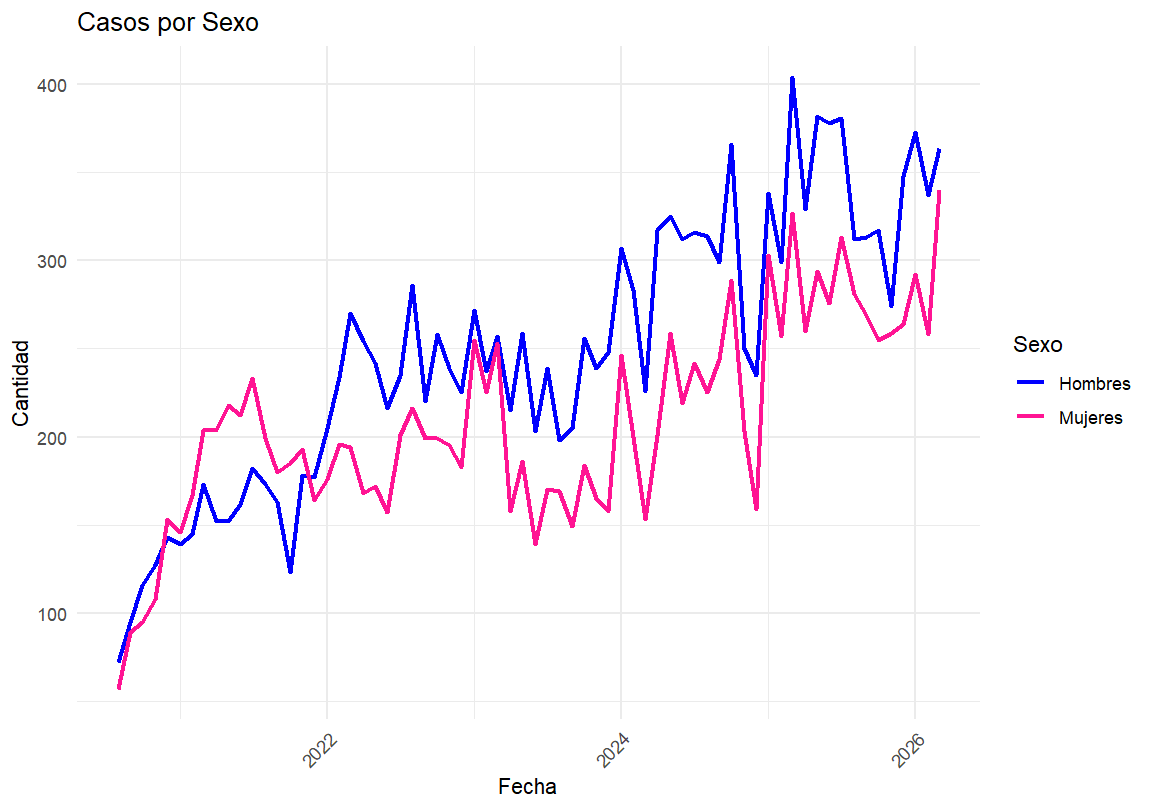 Casos por Sexo
400
300
200
100
Cantidad
2022
2024
2026
Fecha
Sexo
Hombres
Mujeres